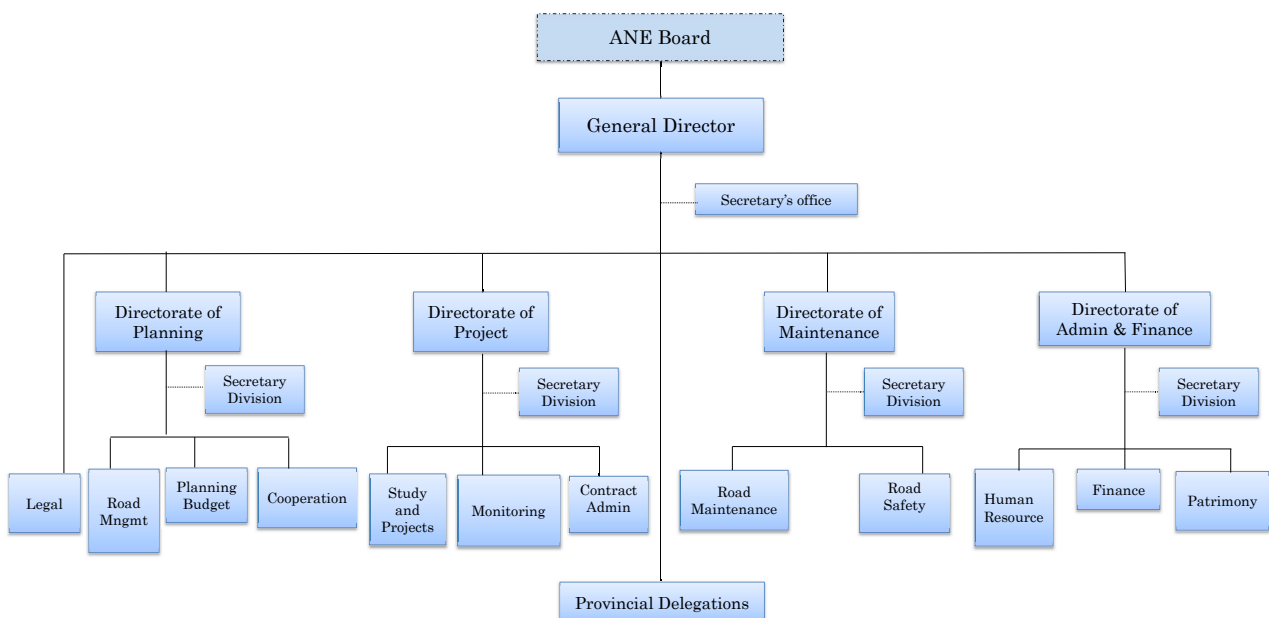 ANE Board
General Director
Secretary's office
Directorate of
Planning
Directorate of
Project
Directorate of
Maintenance
Directorate of
Admin & Finance
Secretary
Division
Secretary
Division
Secretary
Division
Secretary
Division
Legal
Road
Mngmt
Planning
Budget
Cooperation
Study
and
Projects
Monitoring
Contract
Admin
Road
Maintenance
Road
Safety
Human
Resource
Finance
Patrimony
Provincial Delegations